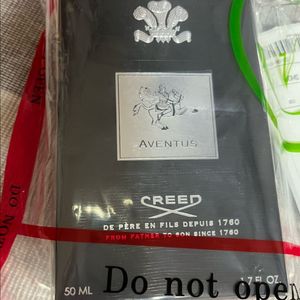 AVENTUS
CREED
DE PÈRE EN FILS DEPUIS 1760
FROM FATHER TO SON SINCE 1760
Do not open
50 ML
1.7 FL OZ.